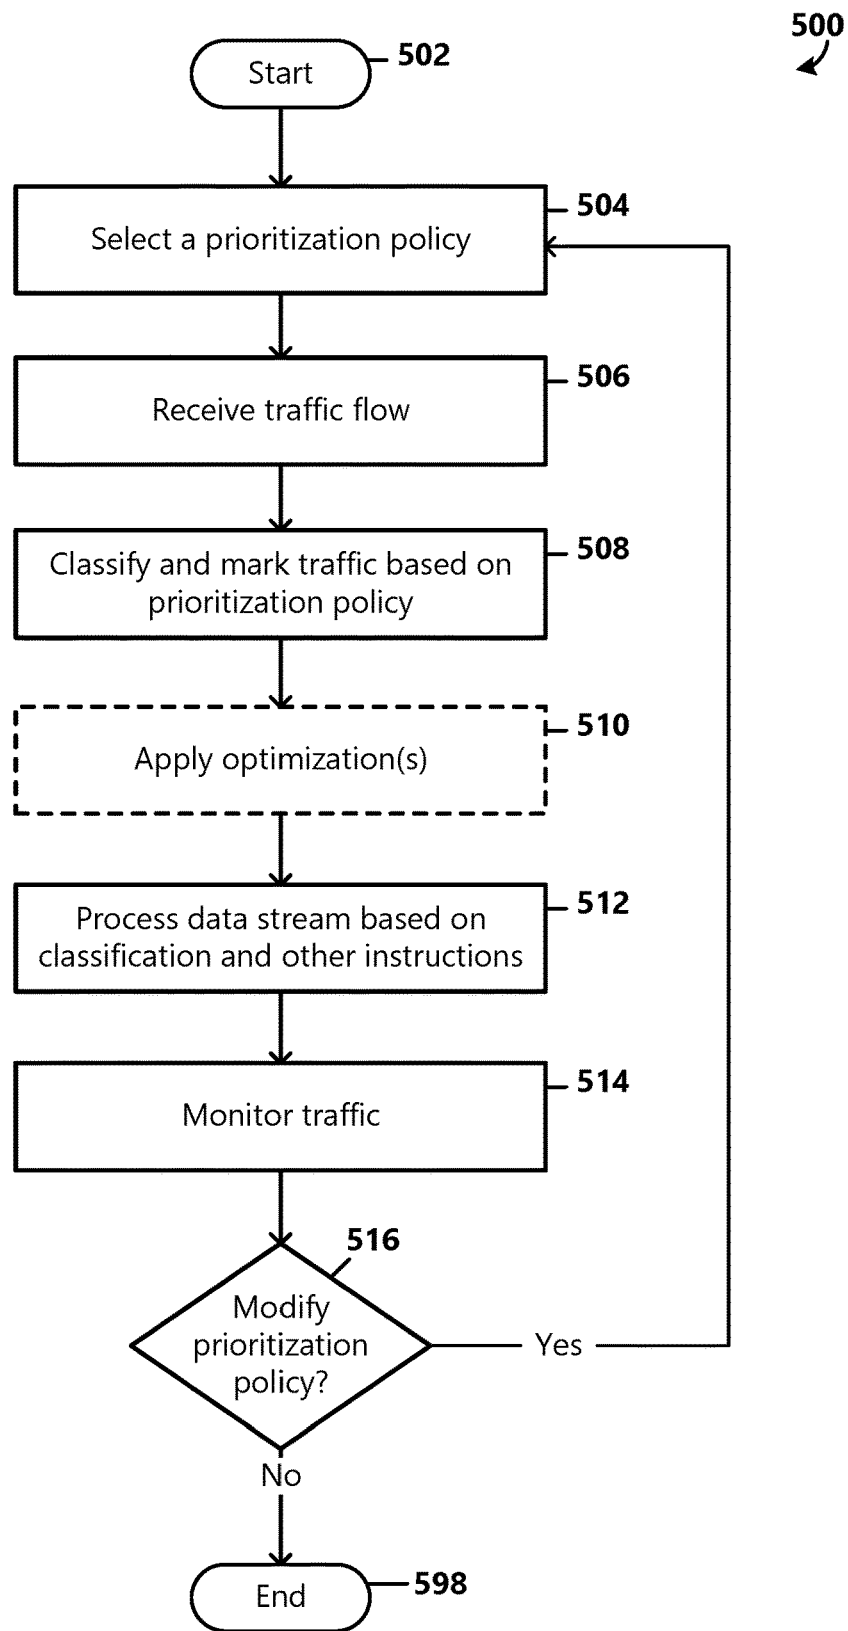 500
Start
502
504
Select a prioritization policy
506
Receive traffic flow
508
Classify and mark traffic based on
prioritization policy
510
Apply optimization(s)
512
Process data stream based on
classification and other instructions
514
Monitor traffic
516
Modify
prioritization
policy?
Yes
No
End
598